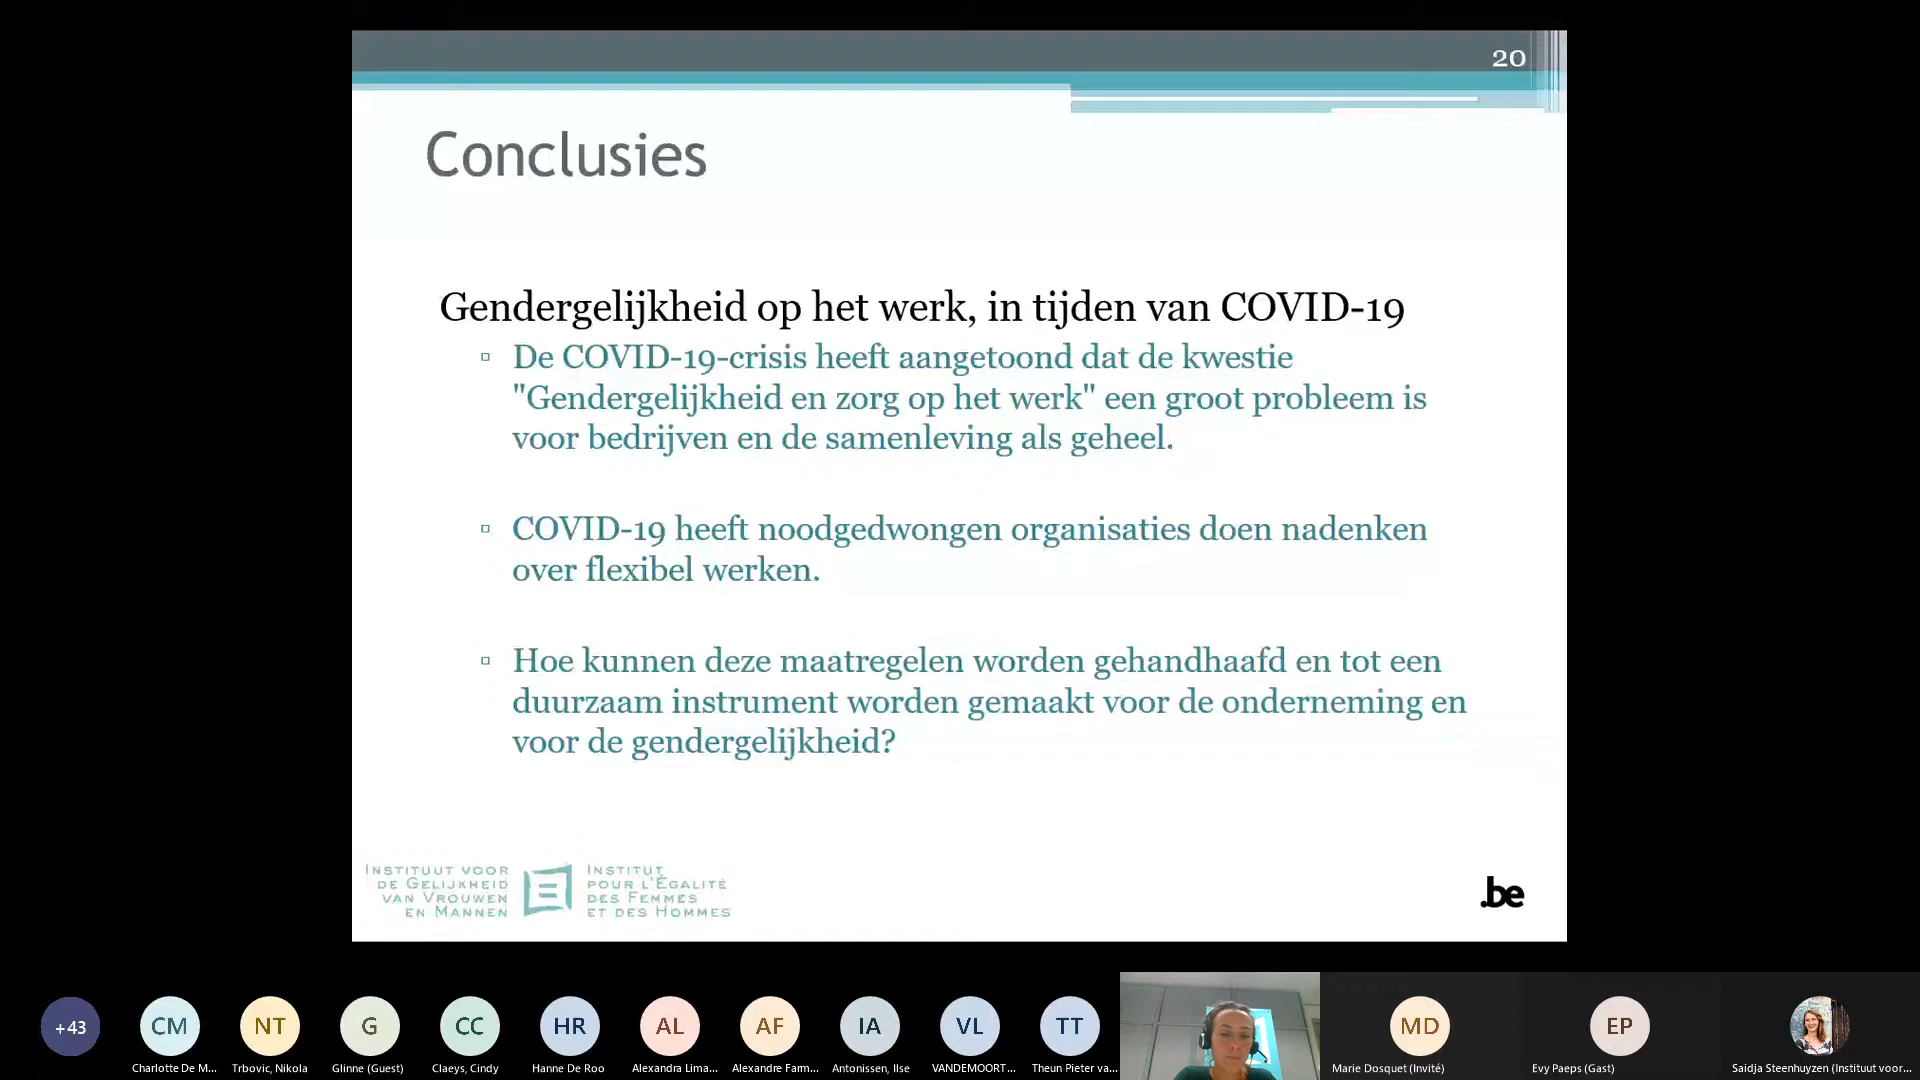 20
Conclusies
Gendergelijkheid op het werk, in tijden van COVID-19
▫ De COVID-19-crisis heeft aangetoond dat de kwestie
"Gendergelijkheid en zorg op het werk" een groot probleem is
voor bedrijven en de samenleving als geheel.
▫ COVID-19 heeft noodgedwongen organisaties doen nadenken
over flexibel werken.
▫ Hoe kunnen deze maatregelen worden gehandhaafd en tot een
duurzaam instrument worden gemaakt voor de onderneming en
voor de gendergelijkheid?
INSTITUUT VOOR
DE GELIJKHEID
VAN VROUWEN
EN MANNEN
INSTITUT
POUR L'ÉGALITÉ
DES FEMMES
ET DES HOMMES
.be
+43
CM
NT
G
CC
HR
AL
AF
IA
VL
TT
MD
EP
Charlotte De M...
Trbovic, Nikola
Glinne (Guest)
Claeys, Cindy
Hanne De Roo
Alexandra Lima...
Alexandre Farm...
Antonissen, Ilse
VANDEMOORT...
Theun Pieter va...
Marie Dosquet (Invité)
Evy Paeps (Gast)
Saidja Steenhuyzen (Instituut voor...